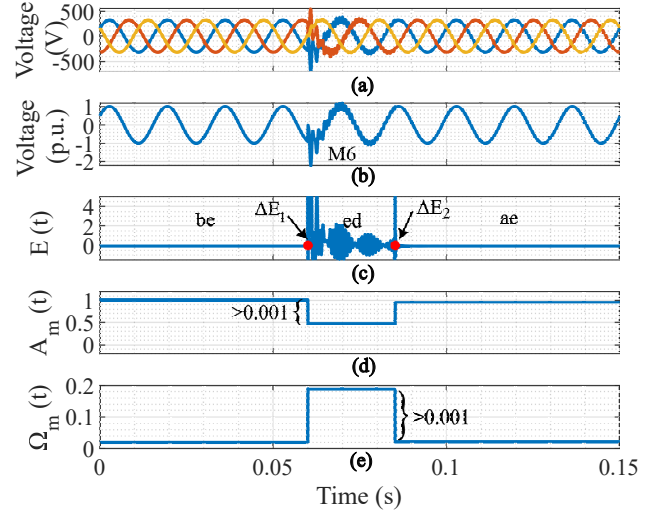 Voltage
(V)
500
0
-500
(a)
Voltage
(p.u.)
1
0
-1
-2
M6
(b)
E (t)
4
2
0
be
ΔE1
ed
ΔE2
ae
(c)
A_m (t)
1
0.5
0
>0.001
(d)
Ω_m (t)
0.2
0.1
0
>0.001
(e)
0
0.05
0.1
0.15
Time (s)